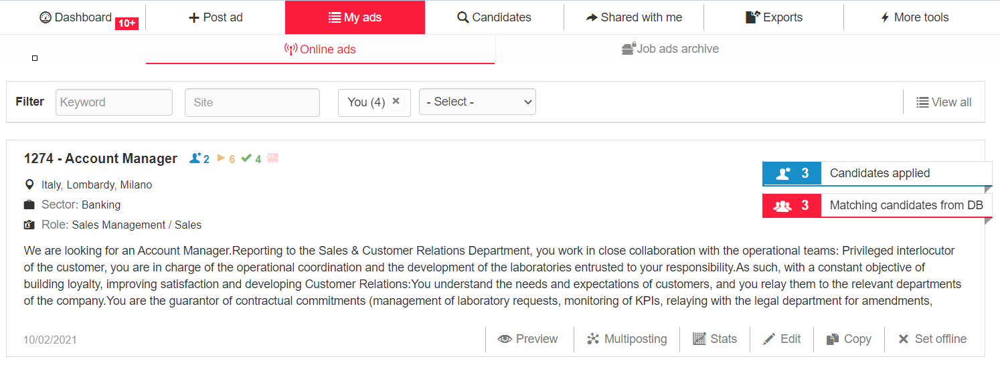 Dashboard 10+ Post ad My ads Candidates Shared with me Exports More tools
Online ads Job ads archive
Filter Keyword Site You (4) - Select - View all
1274 - Account Manager 2 6 4
3 Candidates applied
Italy, Lombardy, Milano
Sector: Banking
3 Matching candidates from DB
Role: Sales Management / Sales
We are looking for an Account Manager.Reporting to the Sales & Customer Relations Department, you work in close collaboration with the operational teams: Privileged interlocutor
of the customer, you are in charge of the operational coordination and the development of the laboratories entrusted to your responsibility.As such, with a constant objective of
building loyalty, improving satisfaction and developing Customer Relations:You understand the needs and expectations of customers, and you relay them to the relevant departments
of the company.You are the guarantor of contractual commitments (management of laboratory requests, monitoring of KPIs, relaying with the legal department for amendments,
10/02/2021 Preview Multiposting Stats Edit Copy Set offline